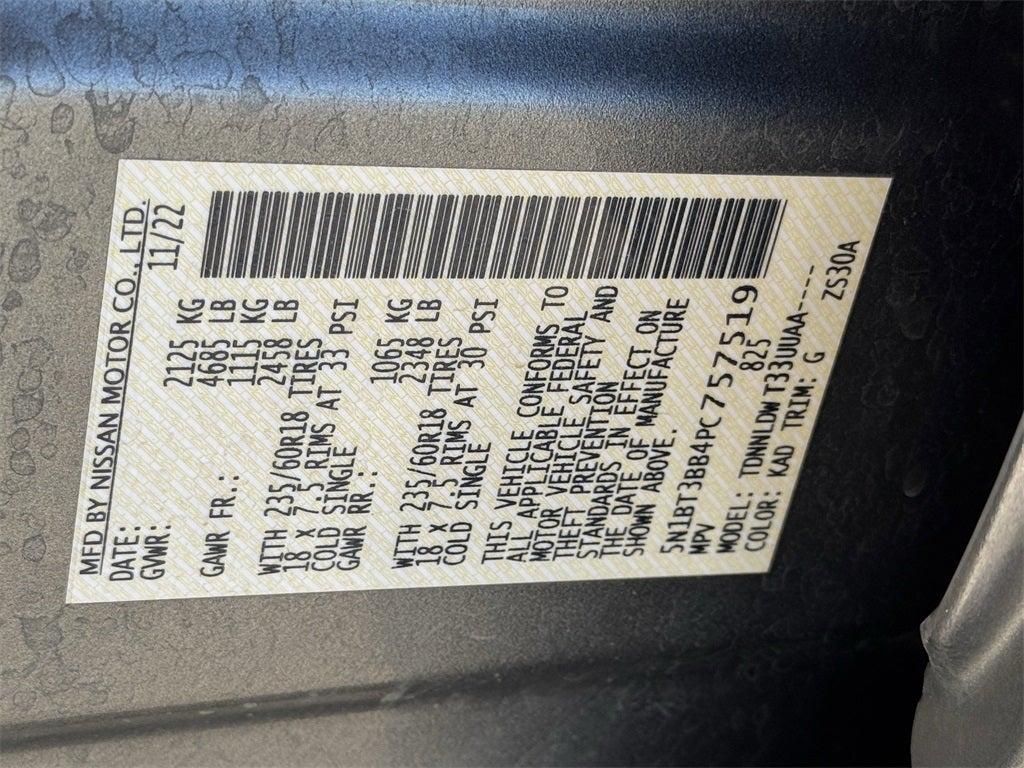 MFD BY NISSAN MOTOR CO., LTD.
DATE: 11/22
GVWR: 2125 KG
4685 LB
GAWR FR.: 1115 KG
2458 LB
WITH 235/60R18 TIRES
18 X 7.5 RIMS AT 33 PSI
COLD SINGLE
GAWR RR.: 1065 KG
2348 LB
WITH 235/60R18 TIRES
18 X 7.5 RIMS AT 30 PSI
COLD SINGLE
THIS VEHICLE CONFORMS TO
ALL APPLICABLE FEDERAL
MOTOR VEHICLE SAFETY AND
THEFT PREVENTION
STANDARDS IN EFFECT ON
THE DATE OF MANUFACTURE
SHOWN ABOVE.
5N1BT3BB4PC757519
MPV 825
MODEL: TDNNLDW T33UUAA----
COLOR: KAD TRIM: G ZS30A